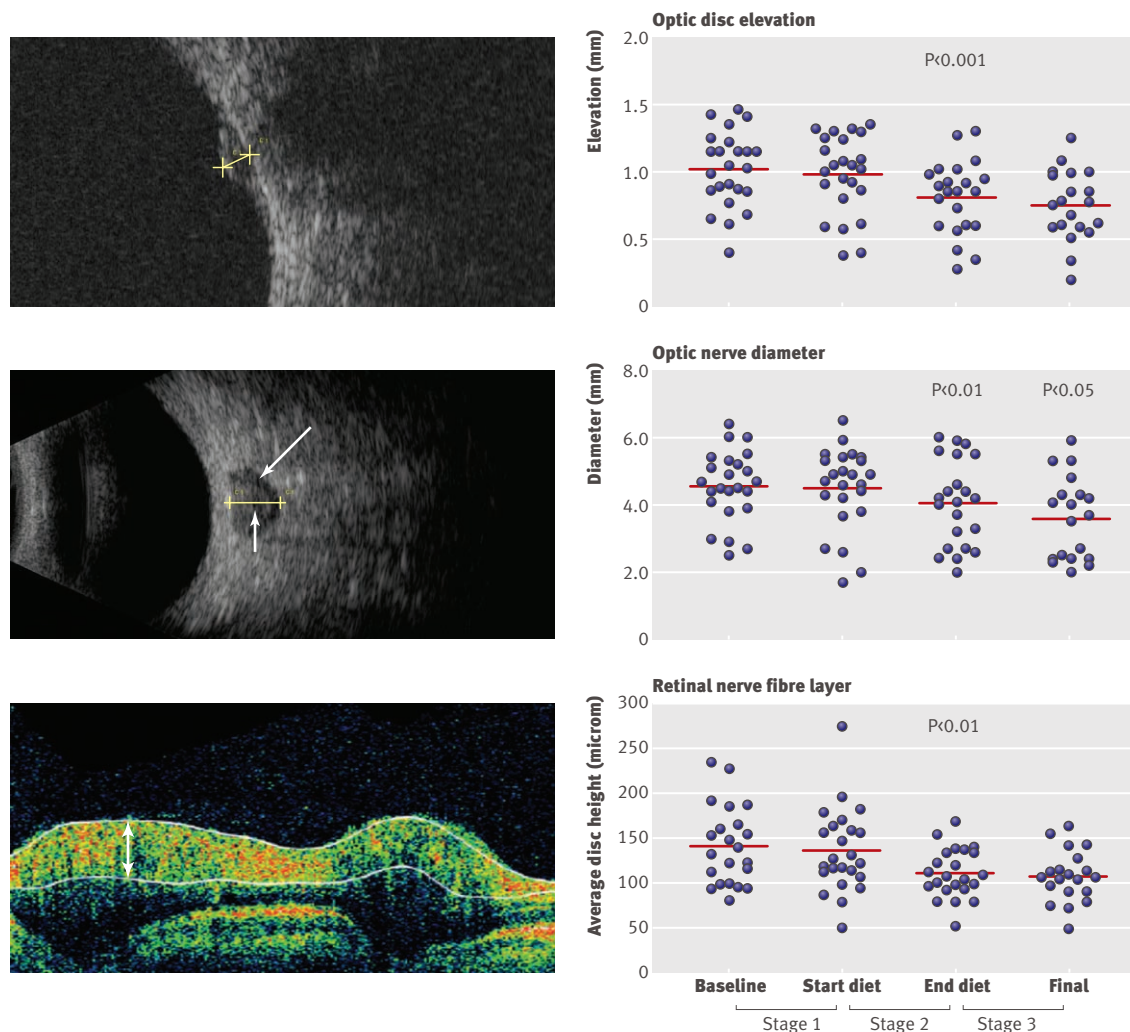 Optic disc elevation
Elevation (mm)
2.0
1.5
1.0
0.5
0
P<0.001
Optic nerve diameter
Diameter (mm)
8.0
6.0
4.0
2.0
0
P<0.01
P<0.05
Retinal nerve fibre layer
Average disc height (microm)
300
250
200
150
100
50
0
P<0.01
Baseline
Start diet
End diet
Final
Stage 1
Stage 2
Stage 3